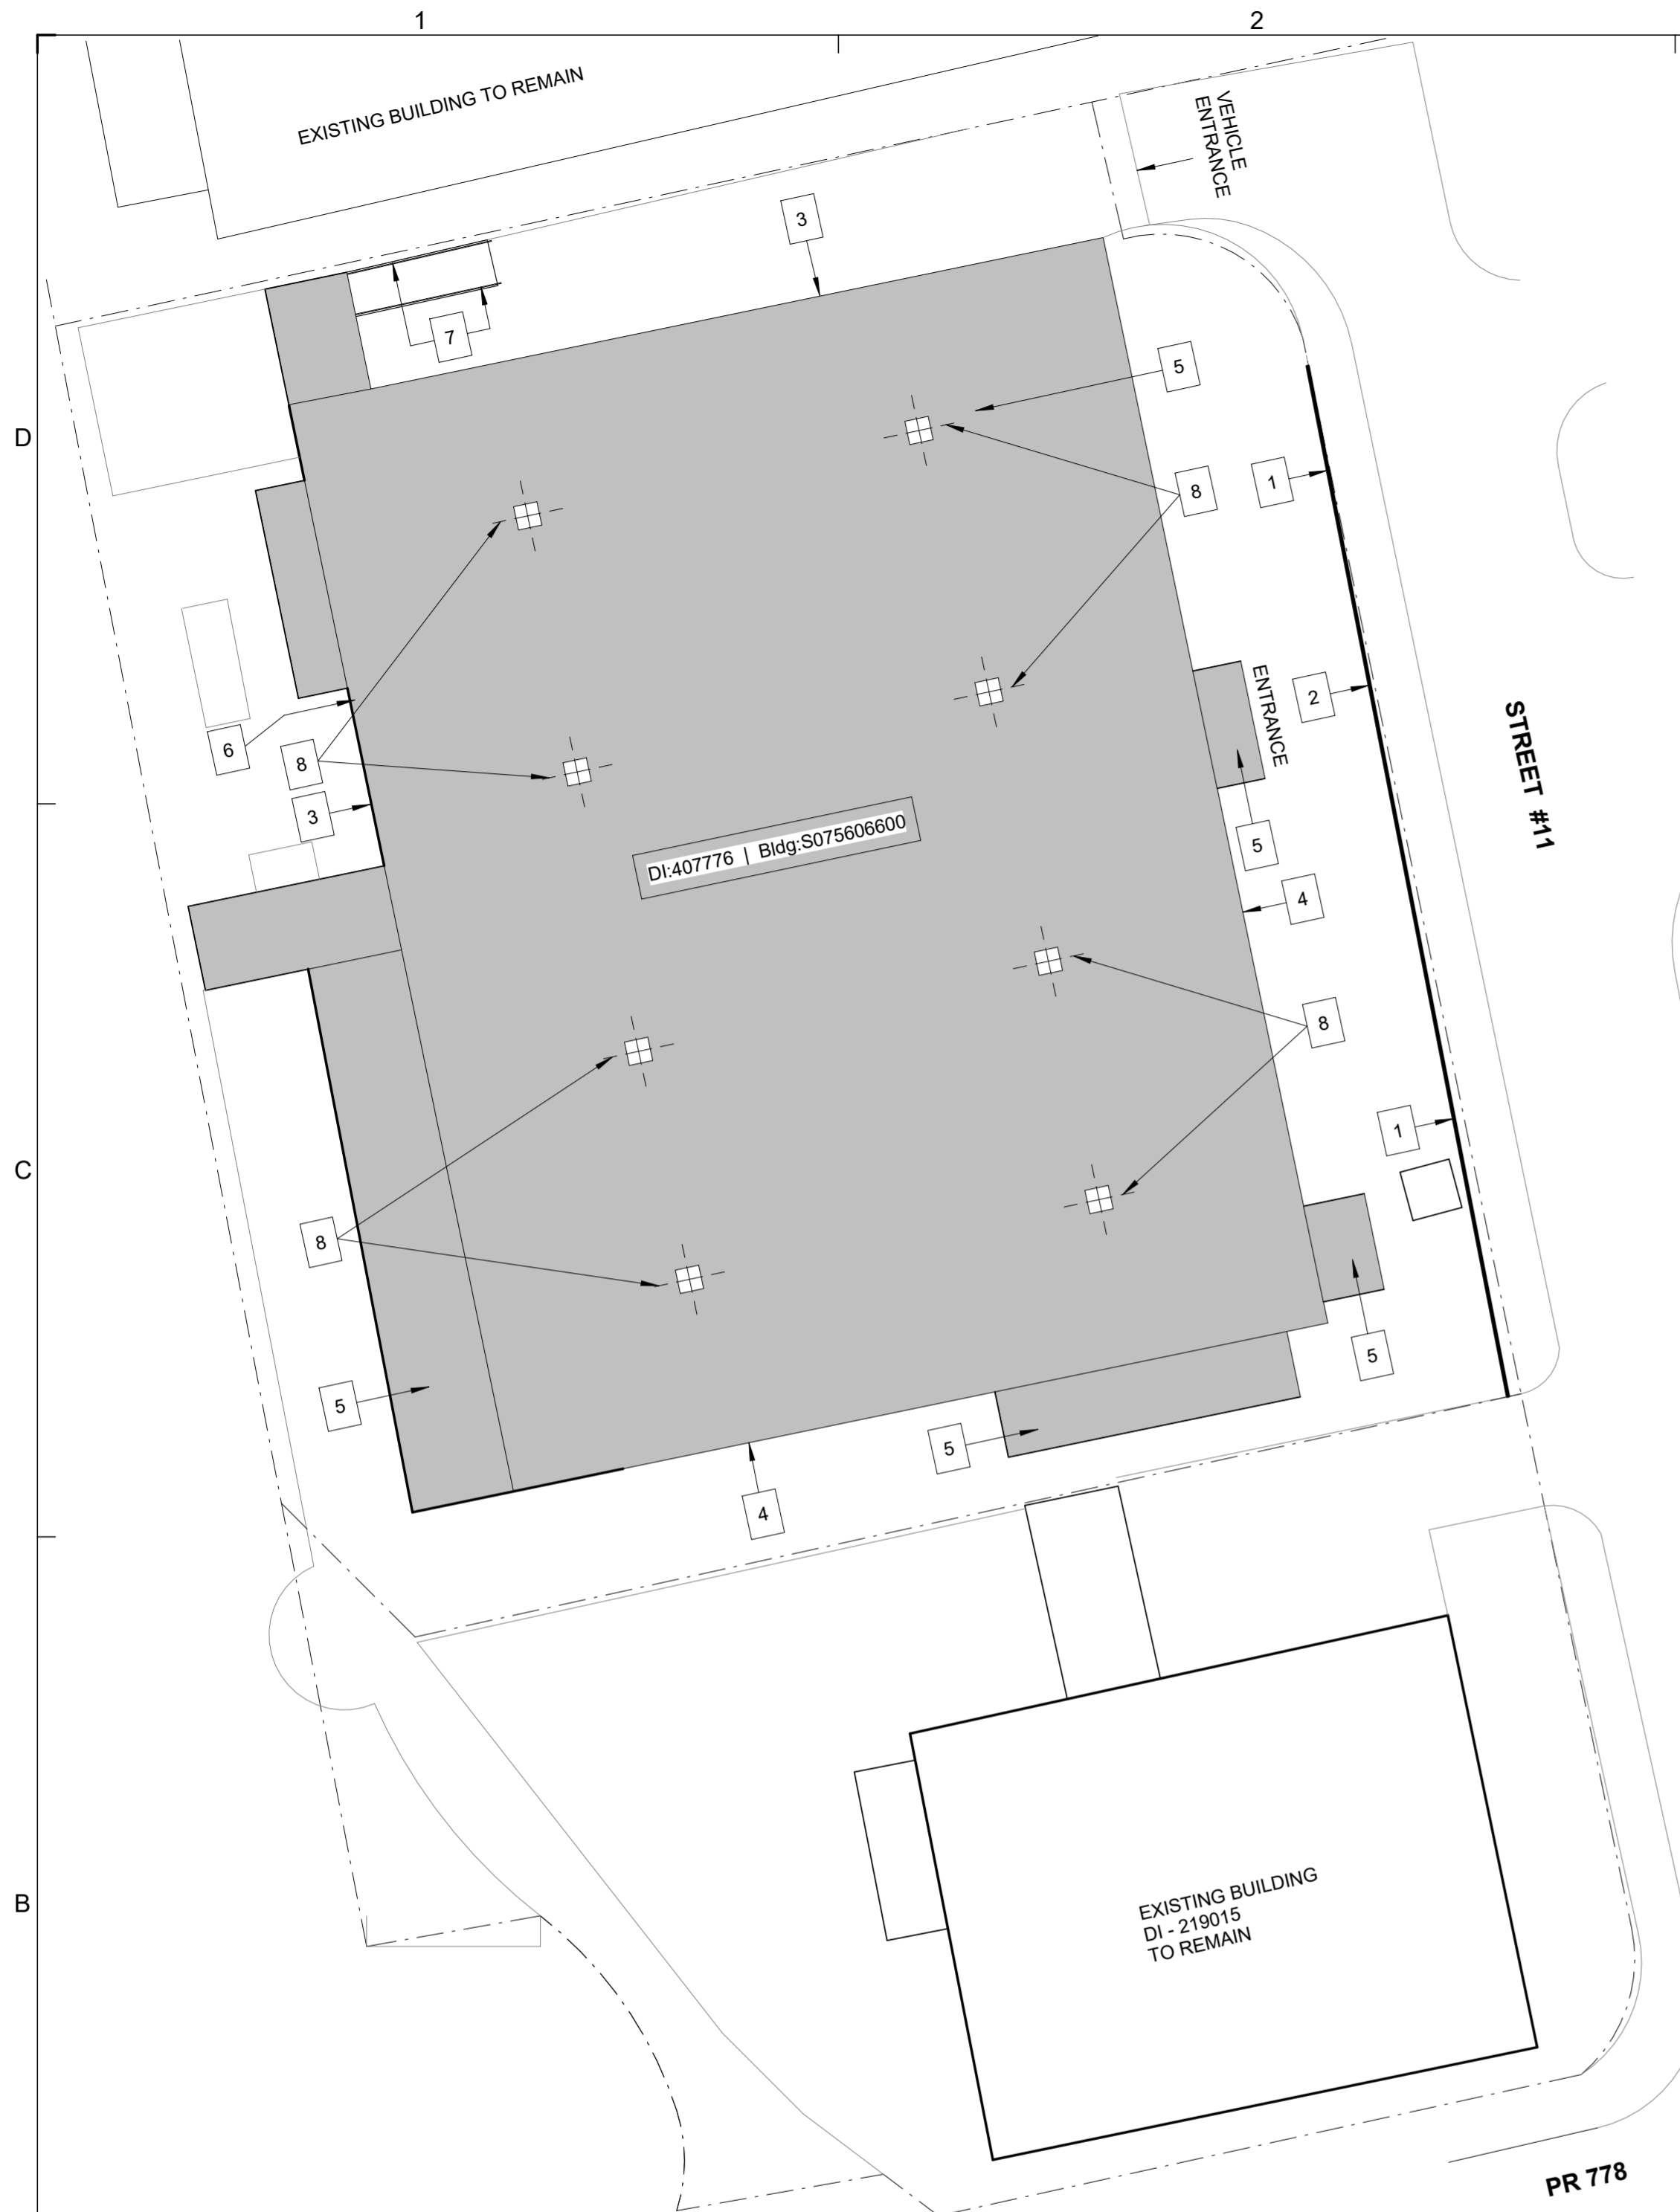 1
2
EXISTING BUILDING TO REMAIN
VEHICLE
ENTRANCE
3
7
5
D
8
1
ENTRANCE
2
STREET #11
6
8
3
DI:407776 | Bldg:S075606600
5
4
8
1
C
8
5
5
5
4
EXISTING BUILDING
DI - 219015
TO REMAIN
B
PR 778